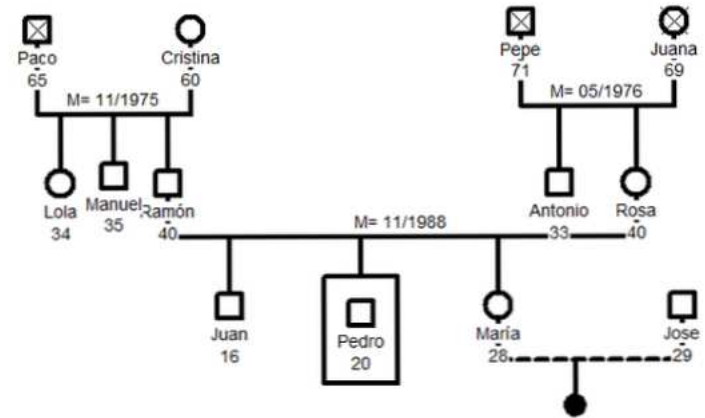 Paco
65
Cristina
60
Pepe
71
Juana
69
M= 11/1975
M= 05/1976
Lola
34
Manuel
35
Ramón
40
Antonio
33
Rosa
40
M= 11/1988
Juan
16
Pedro
20
María
28
Jose
29